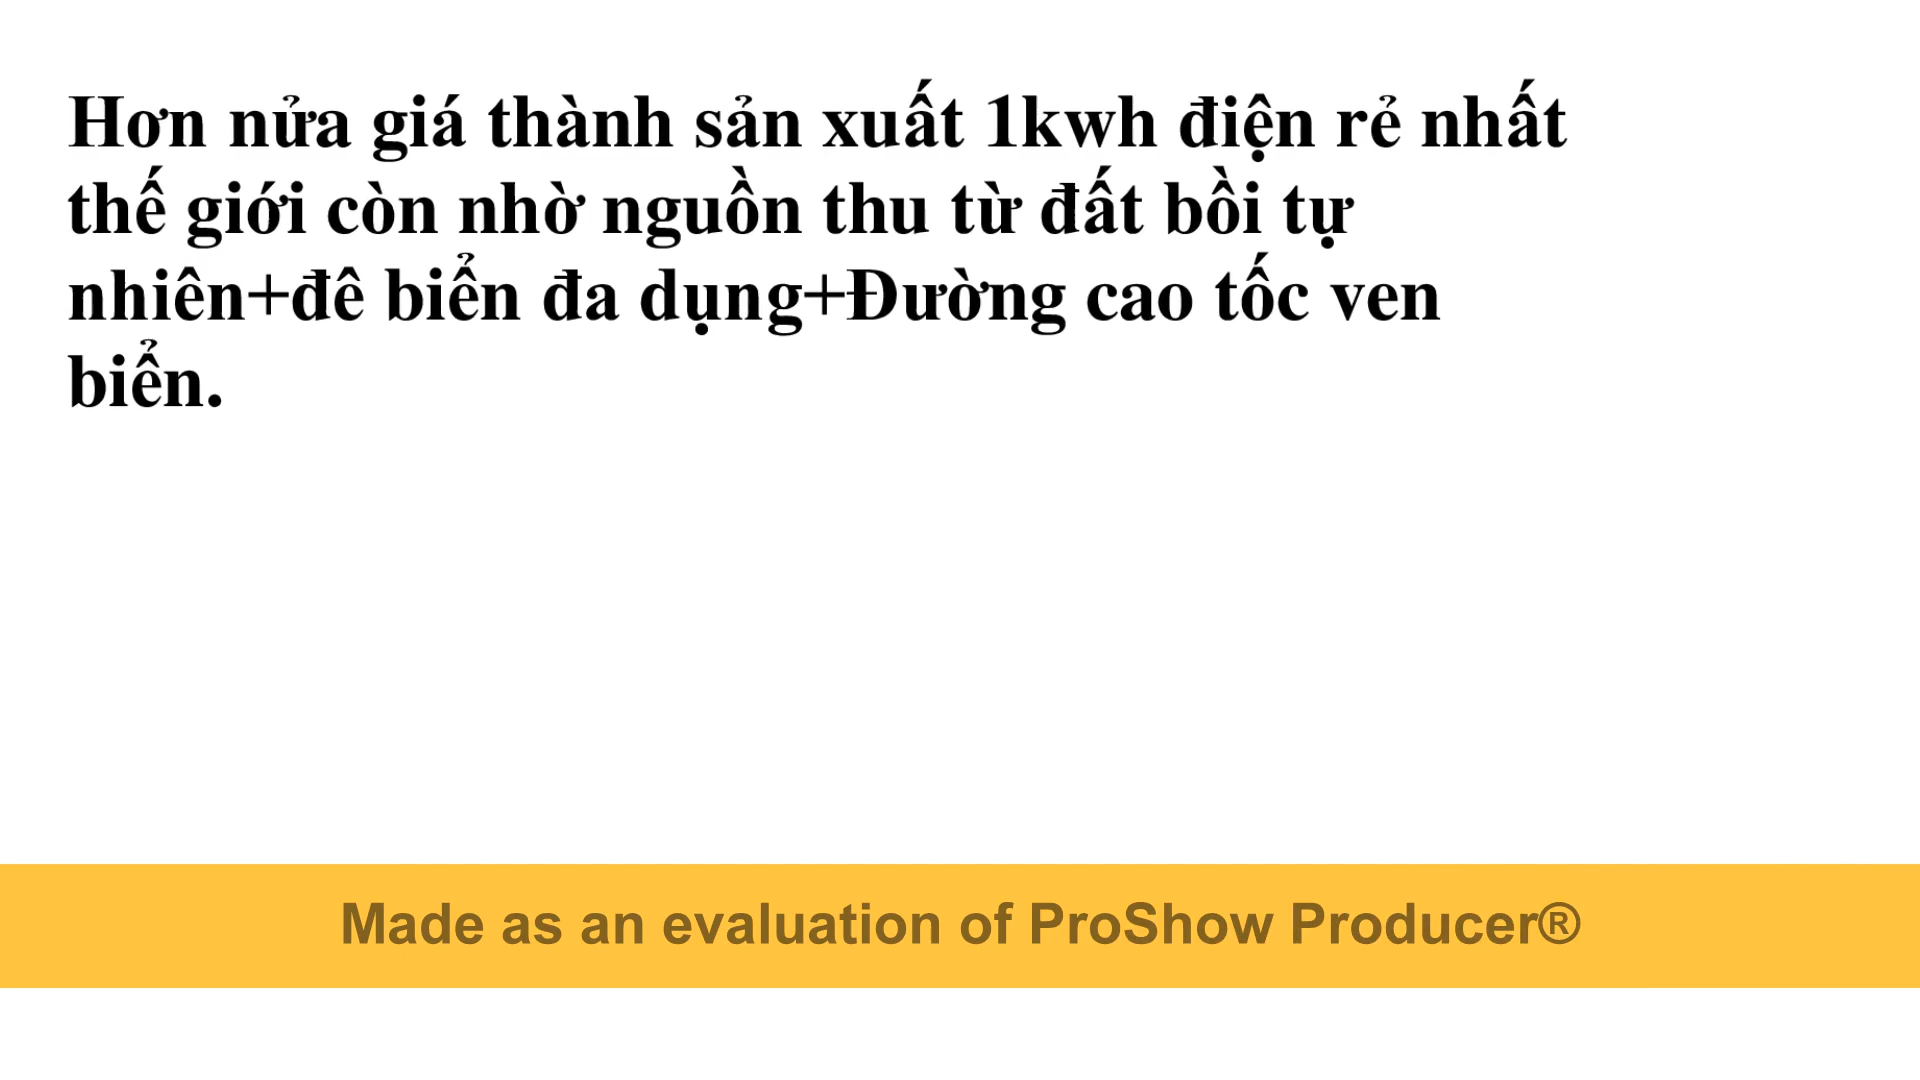 Hơn nửa giá thành sản xuất 1kwh điện rẻ nhất
thế giới còn nhờ nguồn thu từ đất bồi tự
nhiên+đê biển đa dụng+Đường cao tốc ven
biển.
Made as an evaluation of ProShow Producer®